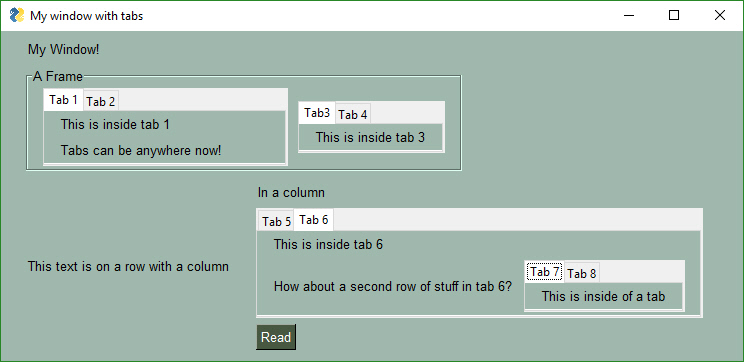 My window with tabs
My Window!
A Frame
Tab 1 Tab 2
This is inside tab 1
Tabs can be anywhere now!
Tab3 Tab 4
This is inside tab 3
This text is on a row with a column
In a column
Tab 5 Tab 6
This is inside tab 6
How about a second row of stuff in tab 6?
Tab 7 Tab 8
This is inside of a tab
Read